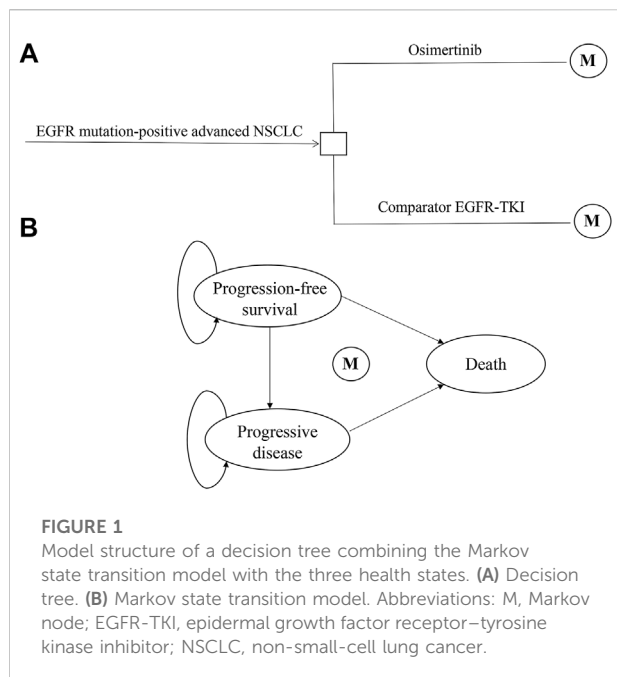 A
Osimertinib
M
EGFR mutation-positive advanced NSCLC
Comparator EGFR-TKI
M
B
Progression-free
survival
M
Death
Progressive
disease
FIGURE 1
Model structure of a decision tree combining the Markov
state transition model with the three health states. (A) Decision
tree. (B) Markov state transition model. Abbreviations: M, Markov
node; EGFR-TKI, epidermal growth factor receptor–tyrosine
kinase inhibitor; NSCLC, non-small-cell lung cancer.